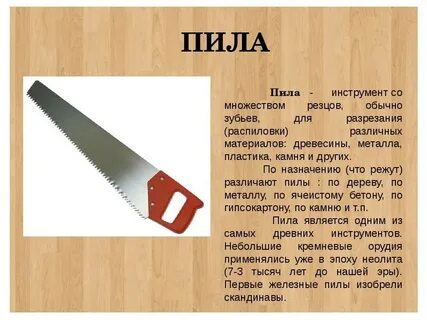 ПИЛА
Пила - инструмент со
множеством резцов, обычно
зубьев, для разрезания
(распиловки) различных
материалов: древесины, металла,
пластика, камня и других.
По назначению (что режут)
различают пилы : по дереву, по
металлу, по ячеистому бетону, по
гипсокартону, по камню и т.п.
Пила является одним из
самых древних инструментов.
Небольшие кремневые орудия
применялись уже в эпоху неолита
(7-3 тысяч лет до нашей эры).
Первые железные пилы изобрели
скандинавы.